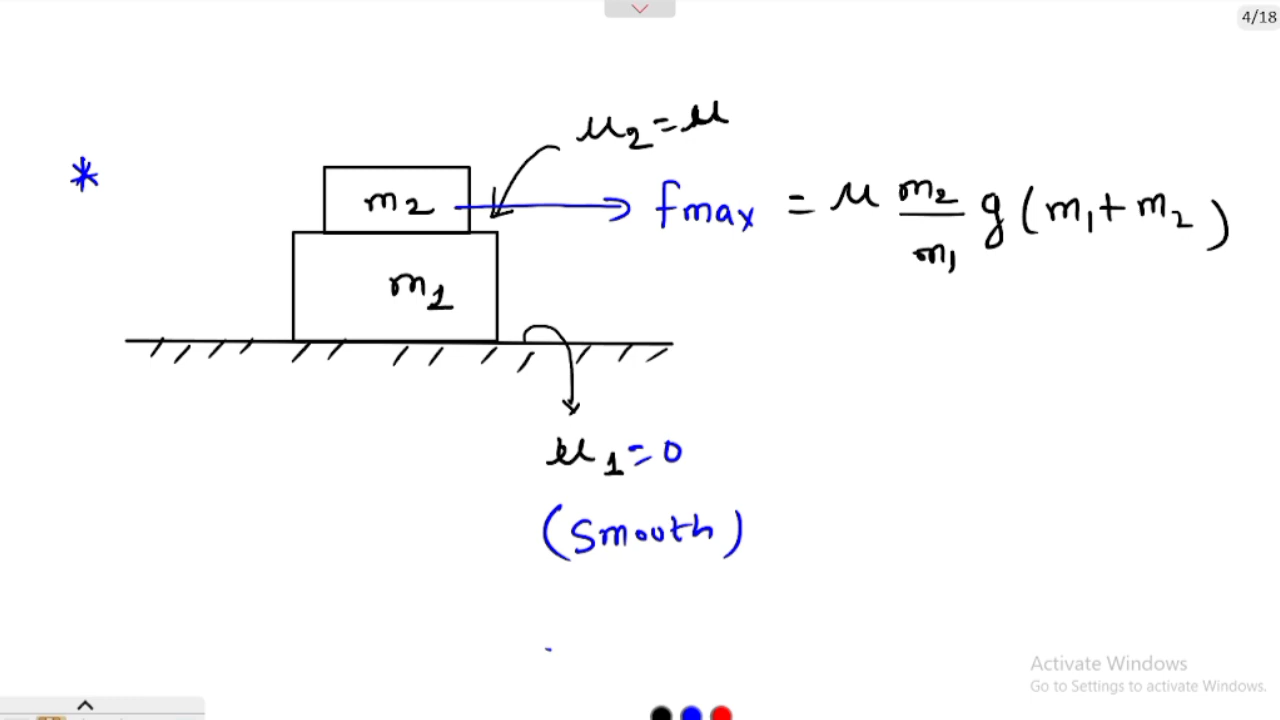 4/18
μ₂ = μ
*
m₂ → fmax = μ m₂/m₁ g (m₁ + m₂)
m₁
μ₁ = 0
(Smooth)
Activate Windows
Go to Settings to activate Windows.